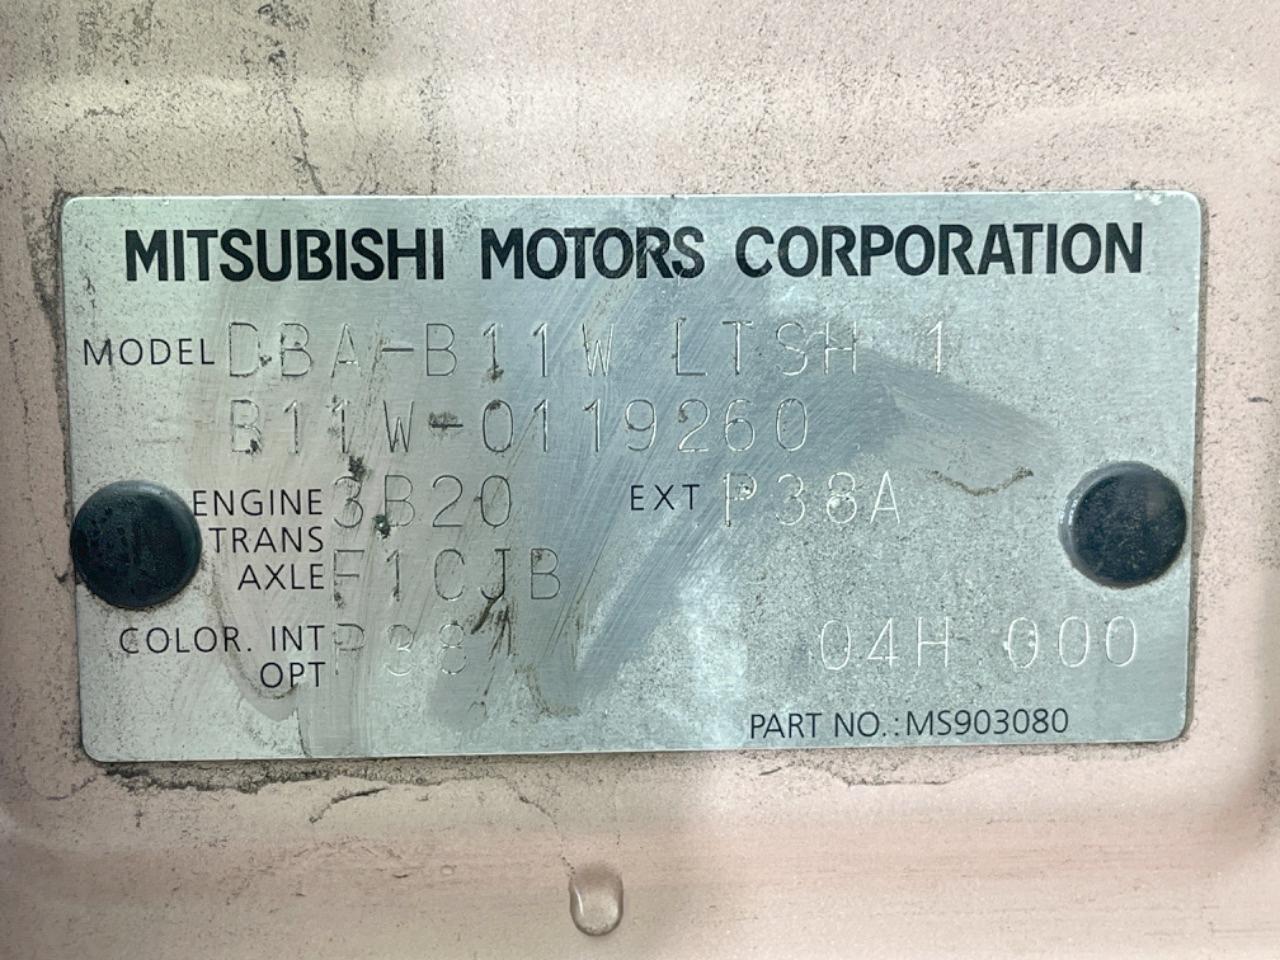 MITSUBISHI MOTORS CORPORATION
MODEL DBA-B11W LTSH 1
B11W-0119260
ENGINE 3B20 EXT P38A
TRANS
AXLE F1CJB
COLOR. INT P38 04H 000
OPT
PART NO.: MS903080